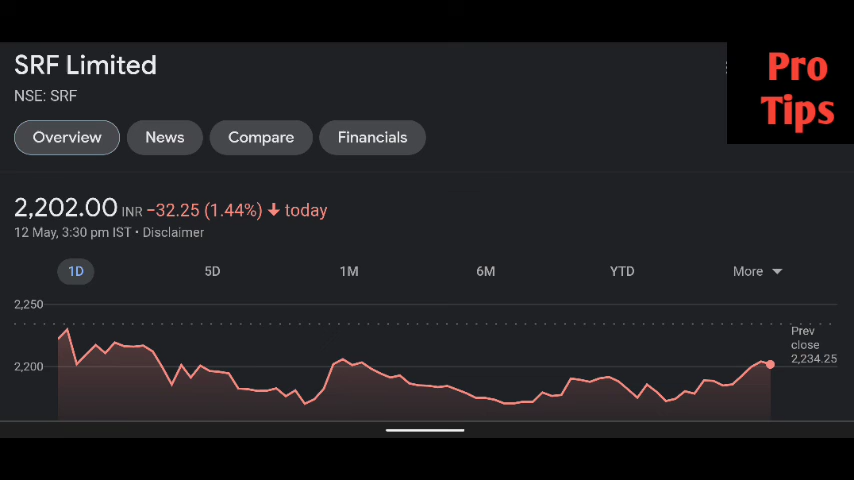 SRF Limited
NSE: SRF
Pro
Tips
Overview News Compare Financials
2,202.00 INR −32.25 (1.44%) ↓ today
12 May, 3:30 pm IST • Disclaimer
1D 5D 1M 6M YTD More
2,250
Prev
close
2,234.25
2,200